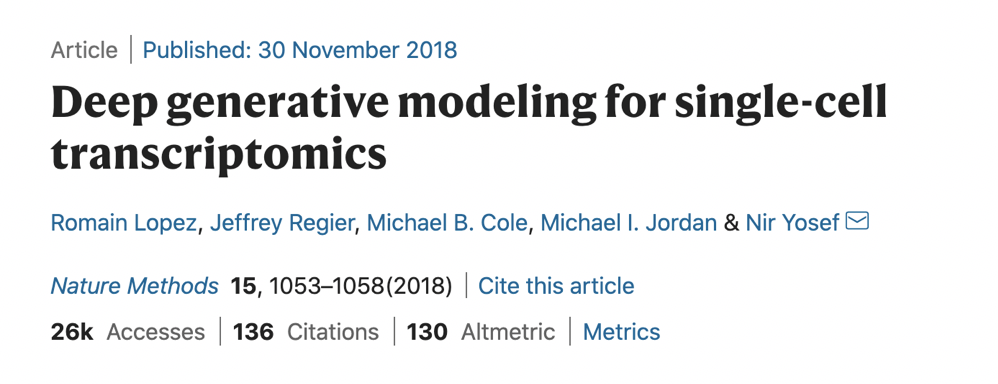 Article | Published: 30 November 2018
Deep generative modeling for single-cell
transcriptomics
Romain Lopez, Jeffrey Regier, Michael B. Cole, Michael I. Jordan & Nir Yosef
Nature Methods 15, 1053–1058(2018) | Cite this article
26k Accesses | 136 Citations | 130 Altmetric | Metrics